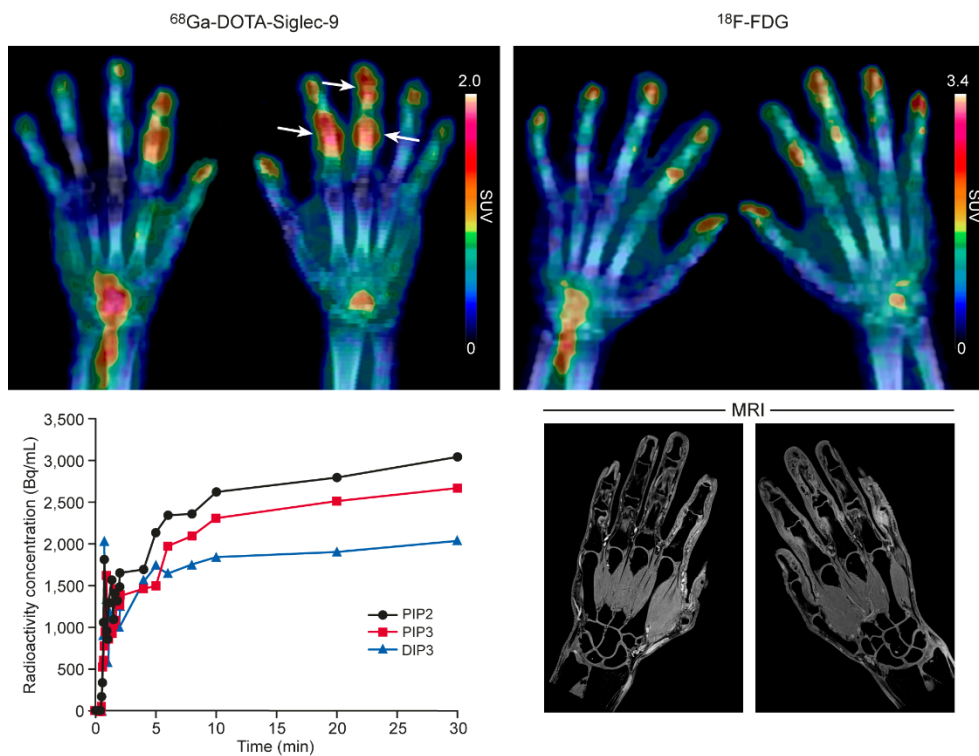 ⁶⁸Ga-DOTA-Siglec-9
¹⁸F-FDG
2.0
SUV
0
3.4
SUV
0
Radioactivity concentration (Bq/mL)
3,500
3,000
2,500
2,000
1,500
1,000
500
0
PIP2
PIP3
DIP3
0 5 10 15 20 25 30
Time (min)
MRI